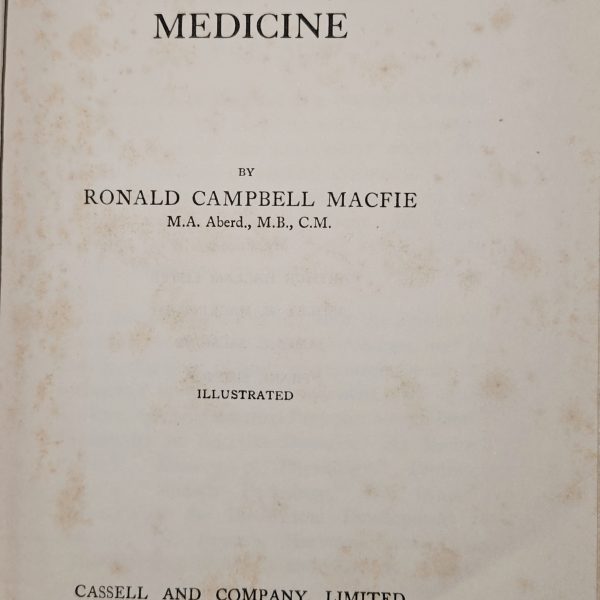 MEDICINE
BY
RONALD CAMPBELL MACFIE
M.A. Aberd., M.B., C.M.
ILLUSTRATED
CASSELL AND COMPANY, LIMITED